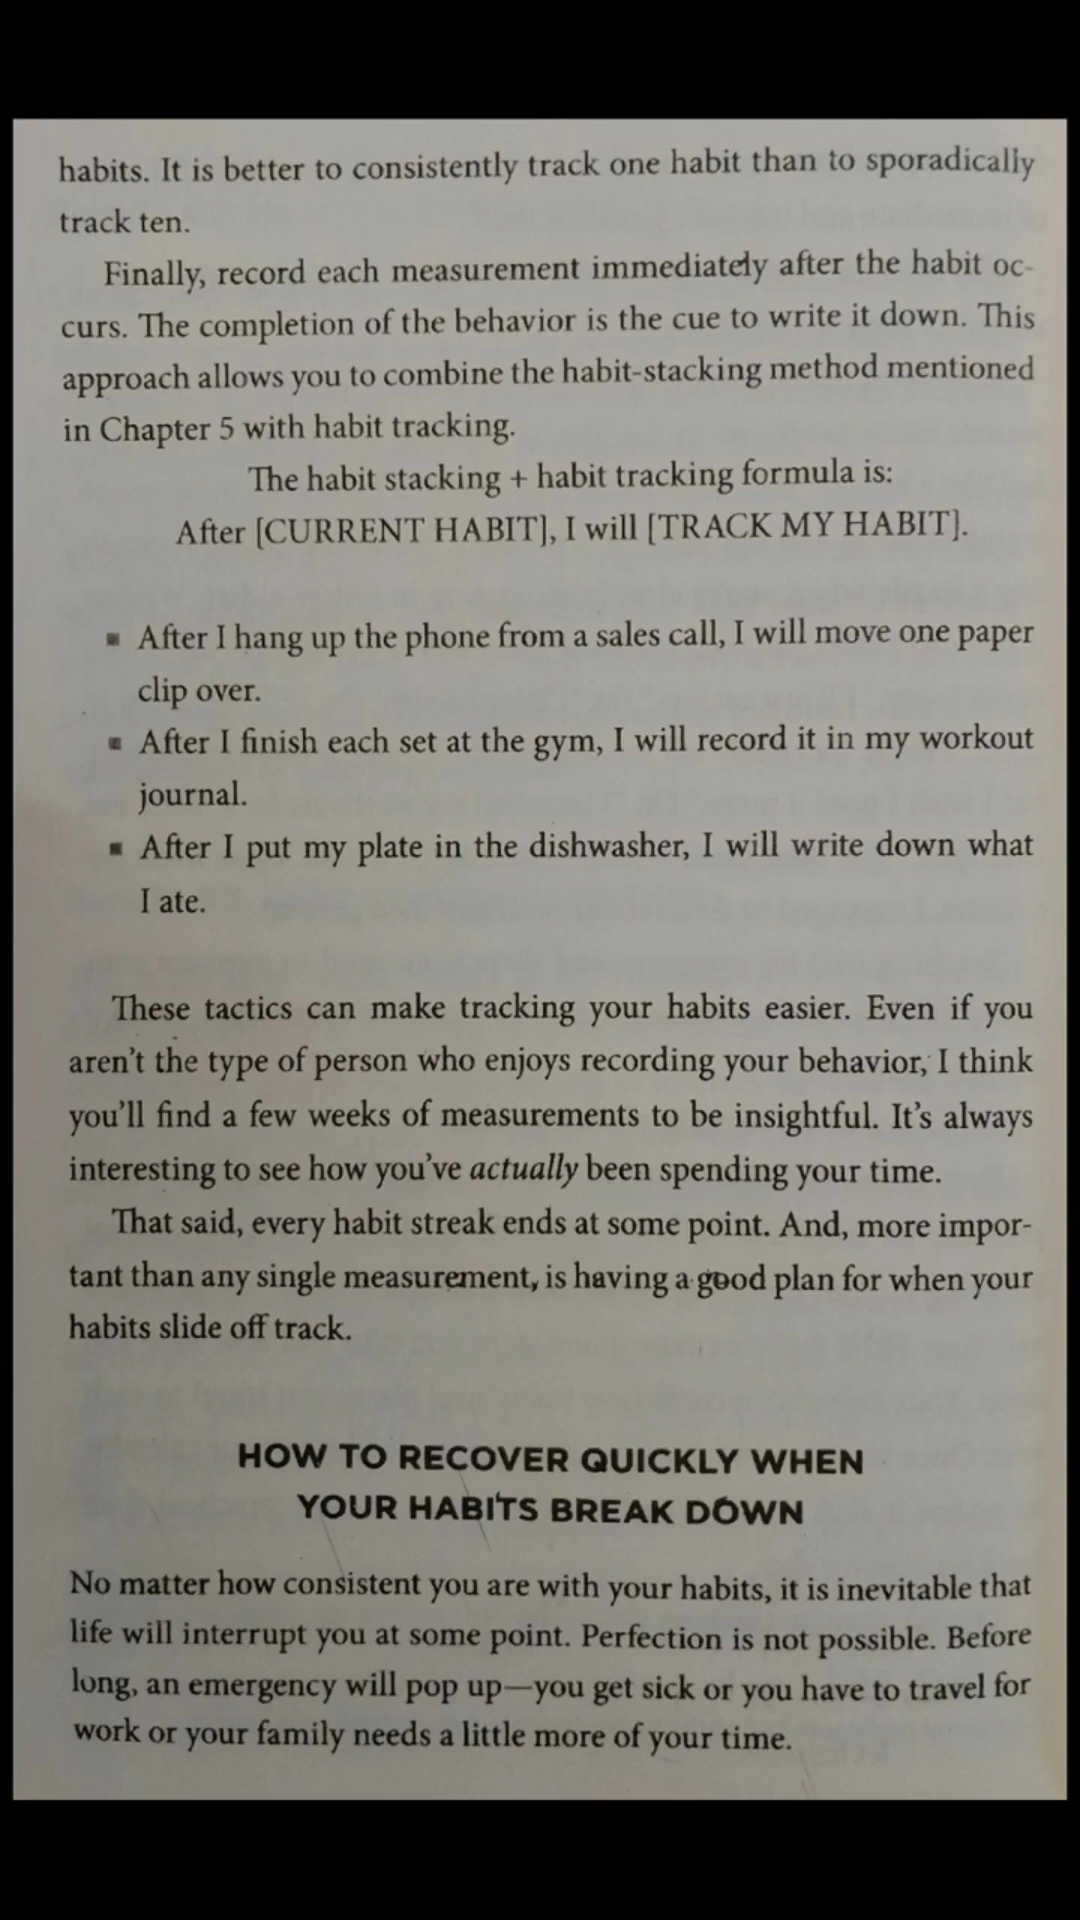 habits. It is better to consistently track one habit than to sporadically
track ten.
Finally, record each measurement immediately after the habit oc-
curs. The completion of the behavior is the cue to write it down. This
approach allows you to combine the habit-stacking method mentioned
in Chapter 5 with habit tracking.
The habit stacking + habit tracking formula is:
After [CURRENT HABIT], I will [TRACK MY HABIT].
▪ After I hang up the phone from a sales call, I will move one paper
clip over.
▪ After I finish each set at the gym, I will record it in my workout
journal.
▪ After I put my plate in the dishwasher, I will write down what
I ate.
These tactics can make tracking your habits easier. Even if you
aren't the type of person who enjoys recording your behavior, I think
you'll find a few weeks of measurements to be insightful. It's always
interesting to see how you've actually been spending your time.
That said, every habit streak ends at some point. And, more impor-
tant than any single measurement, is having a good plan for when your
habits slide off track.
HOW TO RECOVER QUICKLY WHEN
YOUR HABITS BREAK DOWN
No matter how consistent you are with your habits, it is inevitable that
life will interrupt you at some point. Perfection is not possible. Before
long, an emergency will pop up—you get sick or you have to travel for
work or your family needs a little more of your time.